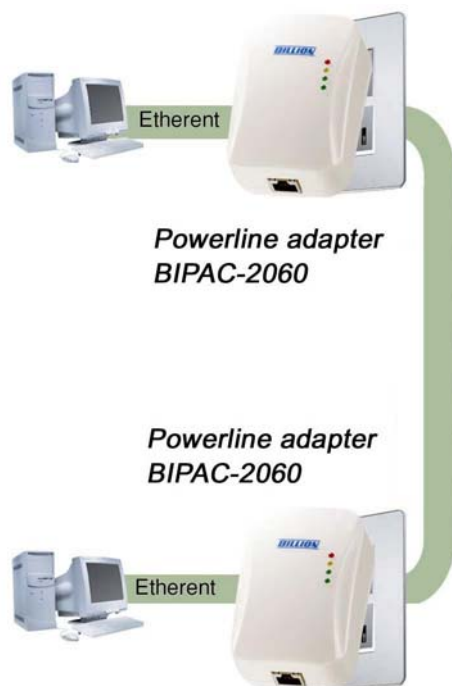 BILLION
Etherent
Powerline adapter
BIPAC-2060
Powerline adapter
BIPAC-2060
BILLION
Etherent